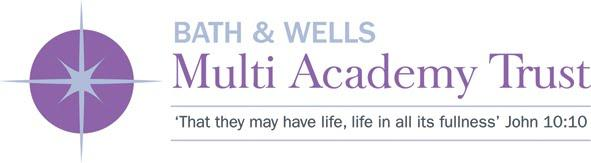 BATH & WELLS
Multi Academy Trust
‘That they may have life, life in all its fullness’ John 10:10